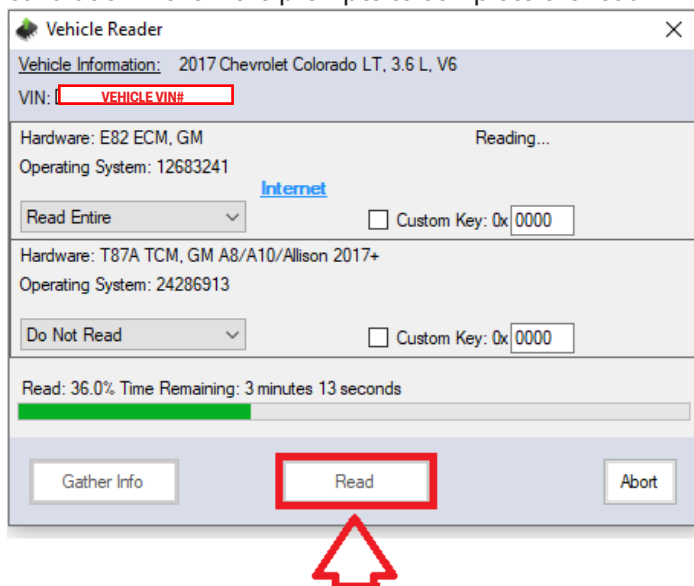 Vehicle Reader
Vehicle Information: 2017 Chevrolet Colorado LT, 3.6 L, V6
VIN: VEHICLE VIN#
Hardware: E82 ECM, GM Reading...
Operating System: 12683241
Internet
Read Entire Custom Key: 0x 0000
Hardware: T87A TCM, GM A8/A10/Allison 2017+
Operating System: 24286913
Do Not Read Custom Key: 0x 0000
Read: 36.0% Time Remaining: 3 minutes 13 seconds
Gather Info Read Abort